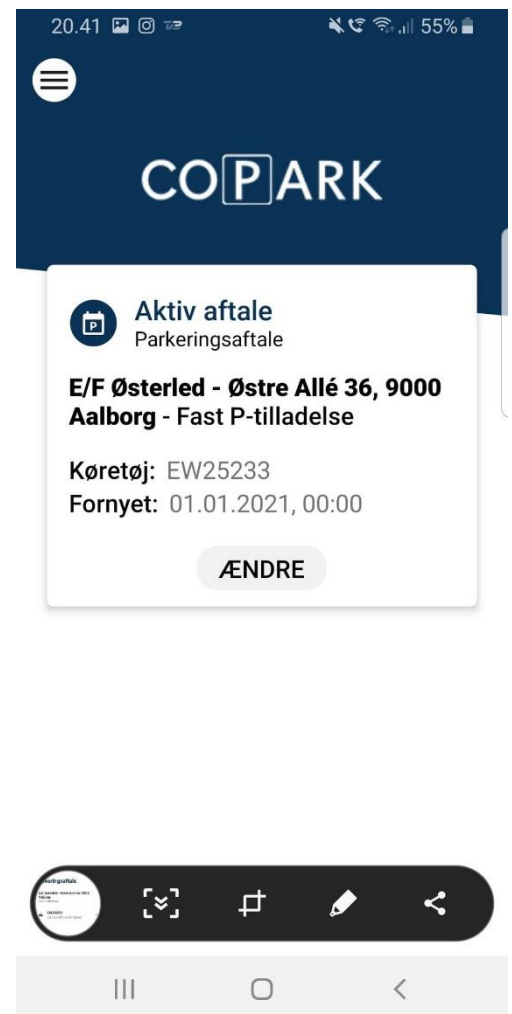 20.41 55%
COPARK
Aktiv aftale
Parkeringsaftale
E/F Østerled - Østre Allé 36, 9000
Aalborg - Fast P-tilladelse
Køretøj: EW25233
Fornyet: 01.01.2021, 00:00
ÆNDRE